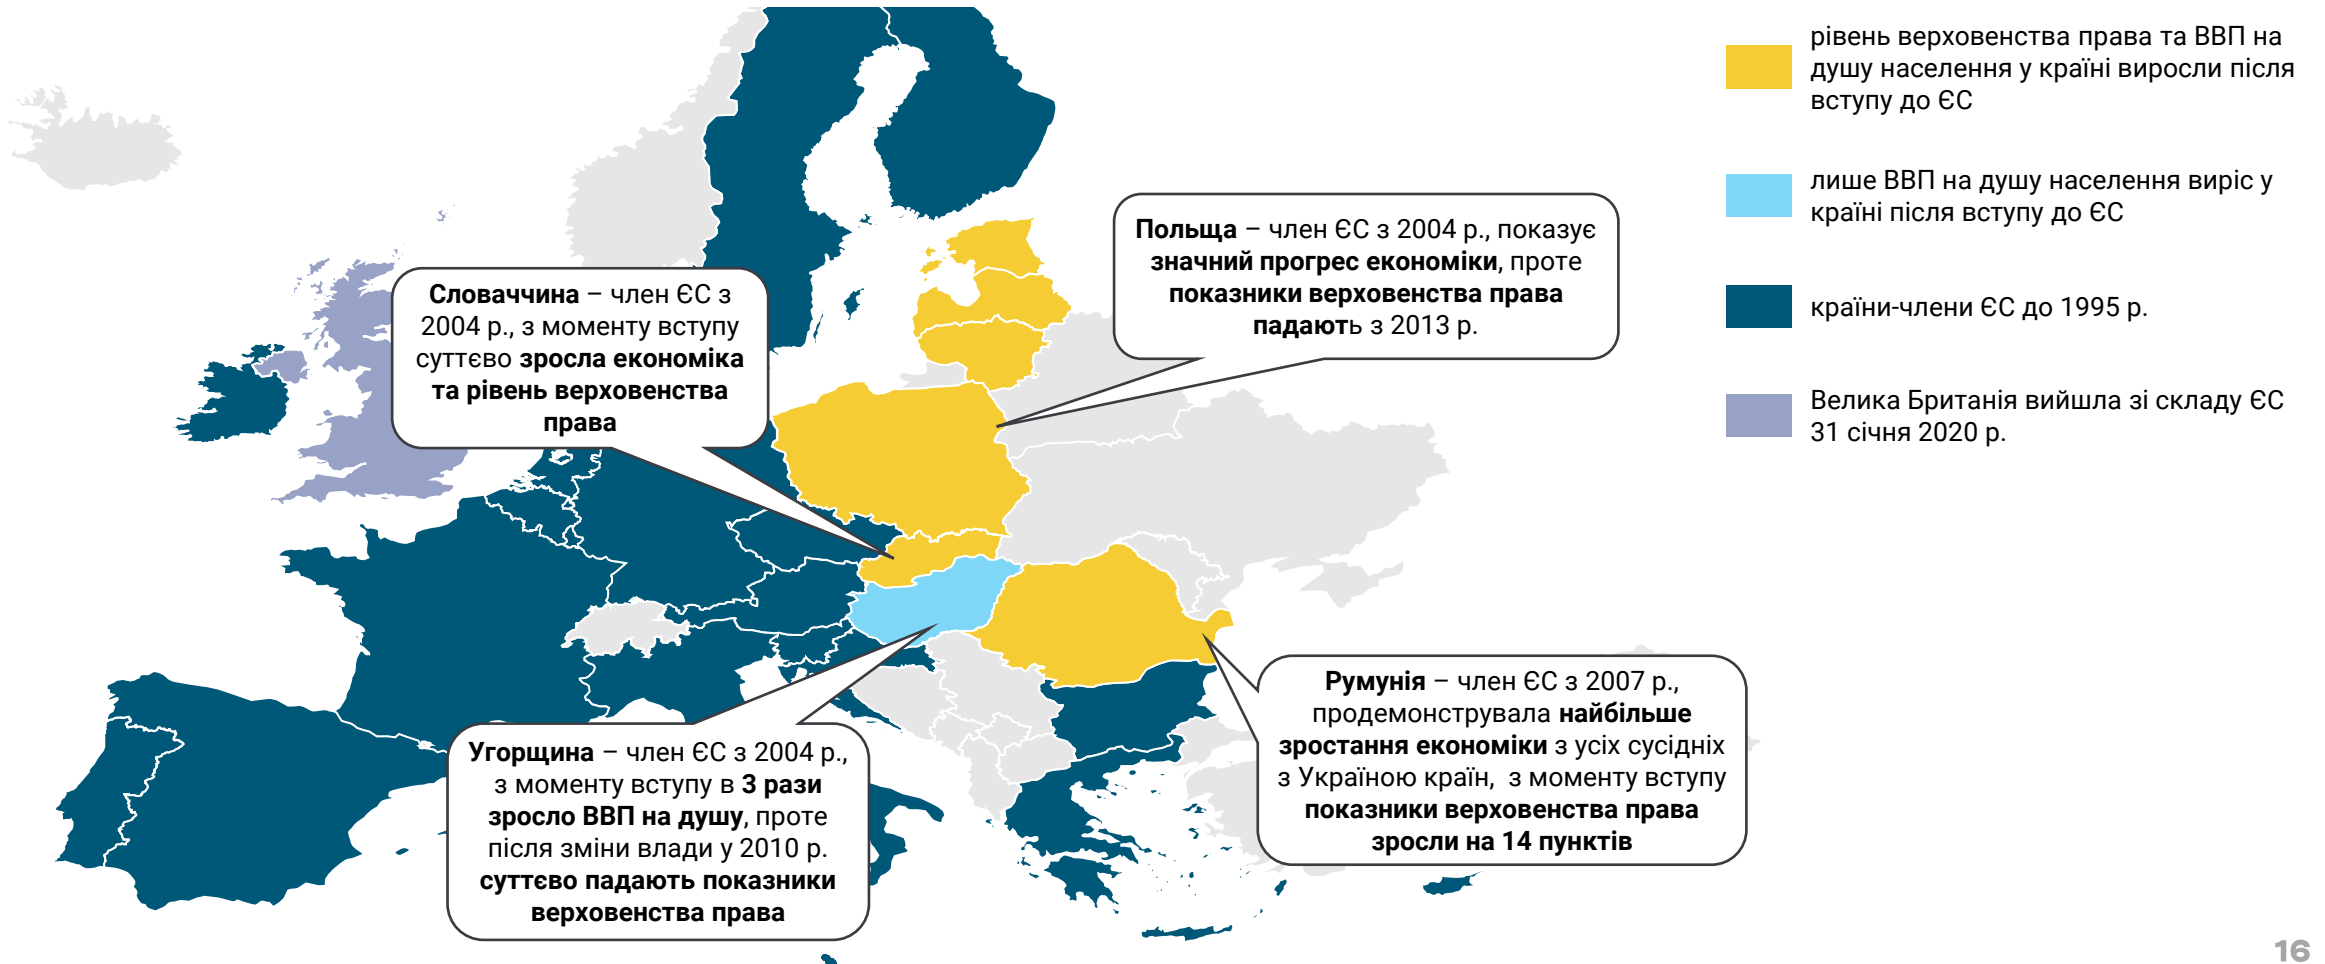 рівень верховенства права та ВВП на
душу населення у країні виросли після
вступу до ЄС
лише ВВП на душу населення виріс у
країні після вступу до ЄС
країни-члени ЄС до 1995 р.
Велика Британія вийшла зі складу ЄС
31 січня 2020 р.
Польща – член ЄС з 2004 р., показує
значний прогрес економіки, проте
показники верховенства права
падають з 2013 р.
Словаччина – член ЄС з
2004 р., з моменту вступу
суттєво зросла економіка
та рівень верховенства
права
Угорщина – член ЄС з 2004 р.,
з моменту вступу в 3 рази
зросло ВВП на душу, проте
після зміни влади у 2010 р.
суттєво падають показники
верховенства права
Румунія – член ЄС з 2007 р.,
продемонструвала найбільше
зростання економіки з усіх сусідніх
з Україною країн, з моменту вступу
показники верховенства права
зросли на 14 пунктів
16